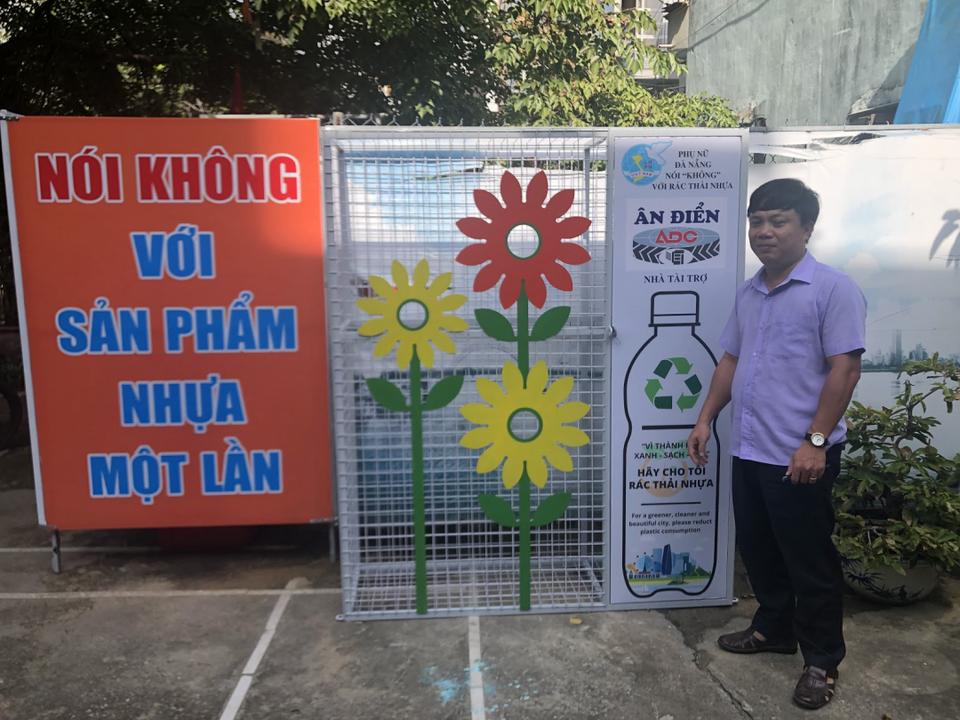 NÓI KHÔNG
VỚI
SẢN PHẨM
NHỰA
MỘT LẦN
PHỤ NỮ
ĐÀ NẴNG
NÓI "KHÔNG"
VỚI RÁC THẢI NHỰA
ÂN ĐIỂN
ADC
NHÀ TÀI TRỢ
"VÌ THÀNH
XANH - SẠCH -
HÃY CHO TÔI
RÁC THẢI NHỰA
For a greener, cleaner and
beautiful city, please reduct
plastic consumption